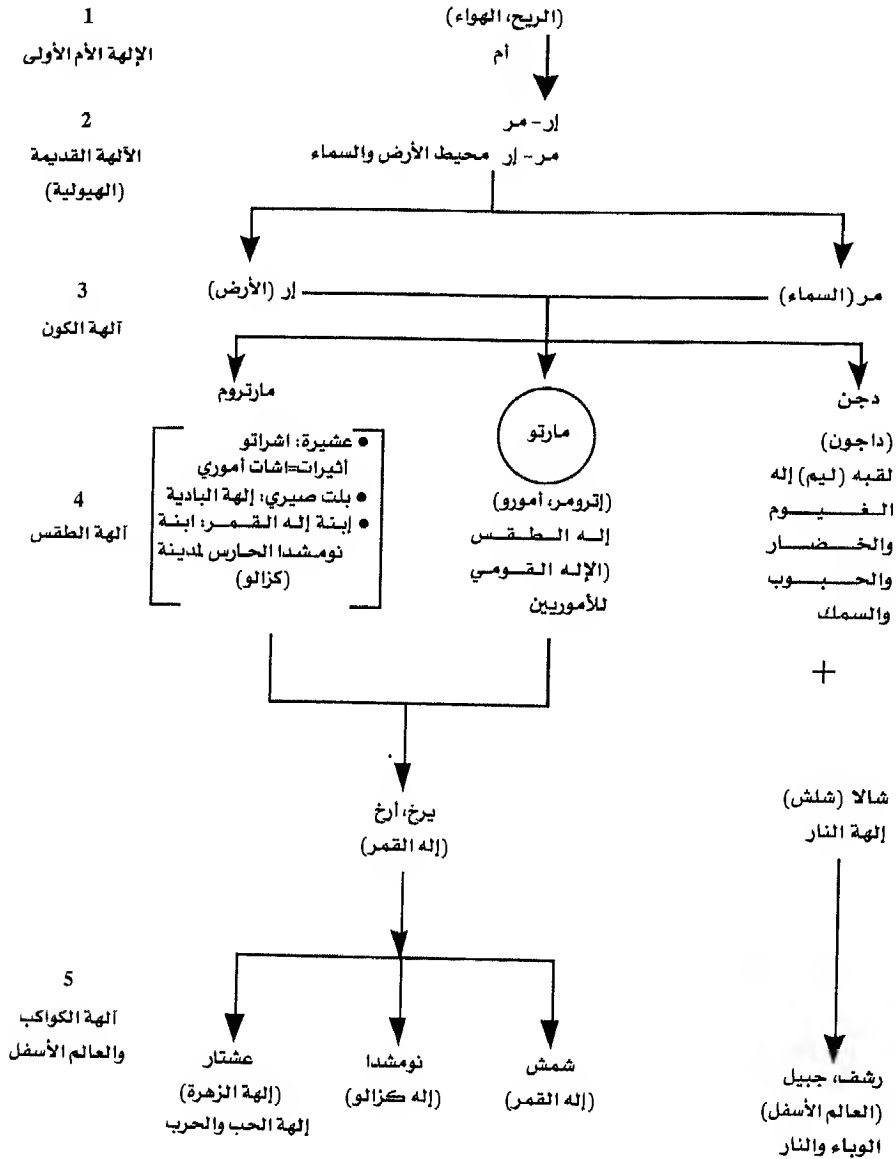 1
(الريح، الهواء)
الإلهة الأم الأولى
أم
2
الآلهة القديمة
(الهيولية)
إر - مر
مر - إر محيط الأرض والسماء
3
آلهة الكون
مر (السماء)
إر (الأرض)
دجن
(داجون)
لقبه (ليم) إله
الغيوم
والخضار
والحبوب
والسمك
+
مارتو
(إترومر، أمورو)
إله الطقس
(الإله القومي
للأموريين
مارتروم
• عشيرة: اشراتو
أثيرات=اشات أموري
• بلت صيري: إلهة البادية
• إبنة إله القمر: ابنة
نومشدا الحارس لمدينة
(كزالو)
4
آلهة الطقس
شالا (شلش)
إلهة النار
يرخ، أرخ
(إله القمر)
5
آلهة الكواكب
والعالم الأسفل
رشف، جبيل
(العالم الأسفل)
الوباء والنار
شمش
(إله القمر)
نومشدا
(إله كزالو)
عشتار
(إلهة الزهرة)
إلهة الحب والحرب